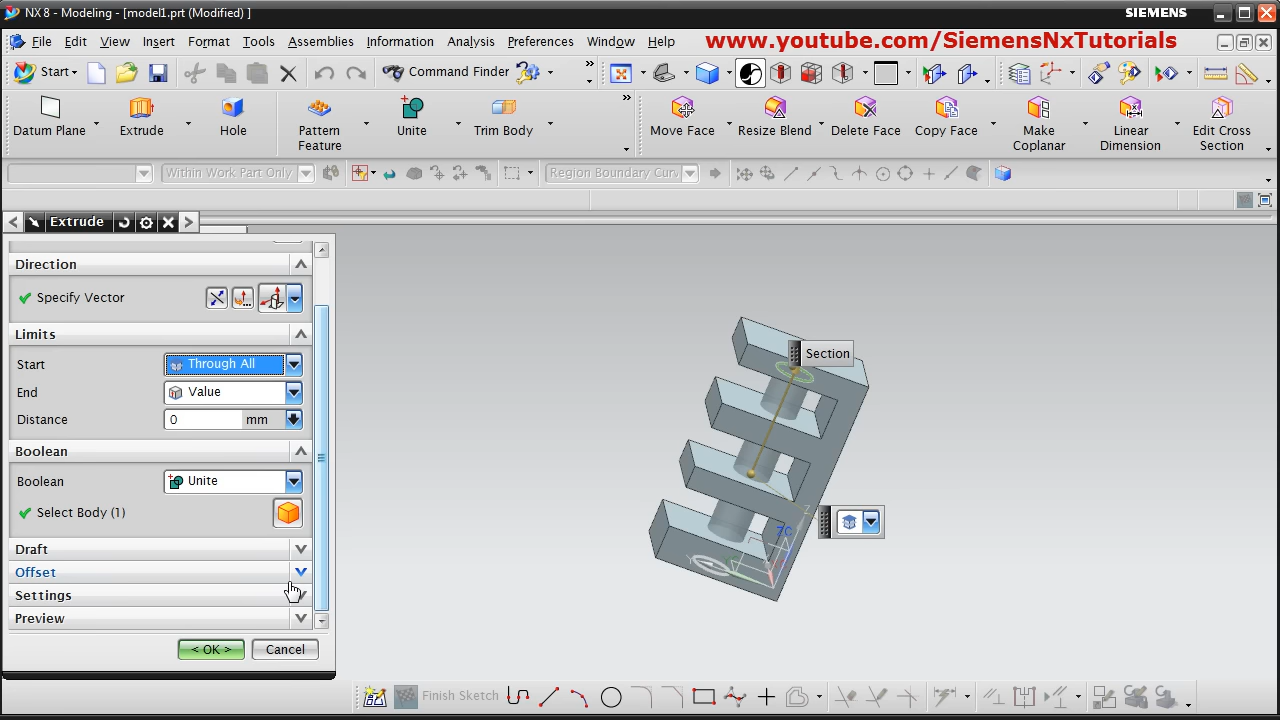 NX 8 - Modeling - [model1.prt (Modified) ]
SIEMENS
File Edit View Insert Format Tools Assemblies Information Analysis Preferences Window Help
www.youtube.com/SiemensNxTutorials
Start Command Finder
Datum Plane Extrude Hole Pattern Feature Unite Trim Body Move Face Resize Blend Delete Face Copy Face Make Coplanar Linear Dimension Edit Cross Section
Within Work Part Only Region Boundary Curv
Extrude
Direction
Specify Vector
Limits
Start Through All
End Value
Distance 0 mm
Boolean
Boolean Unite
Select Body (1)
Draft
Offset
Settings
Preview
< OK > Cancel
Section
Z
ZC
Y
Finish Sketch